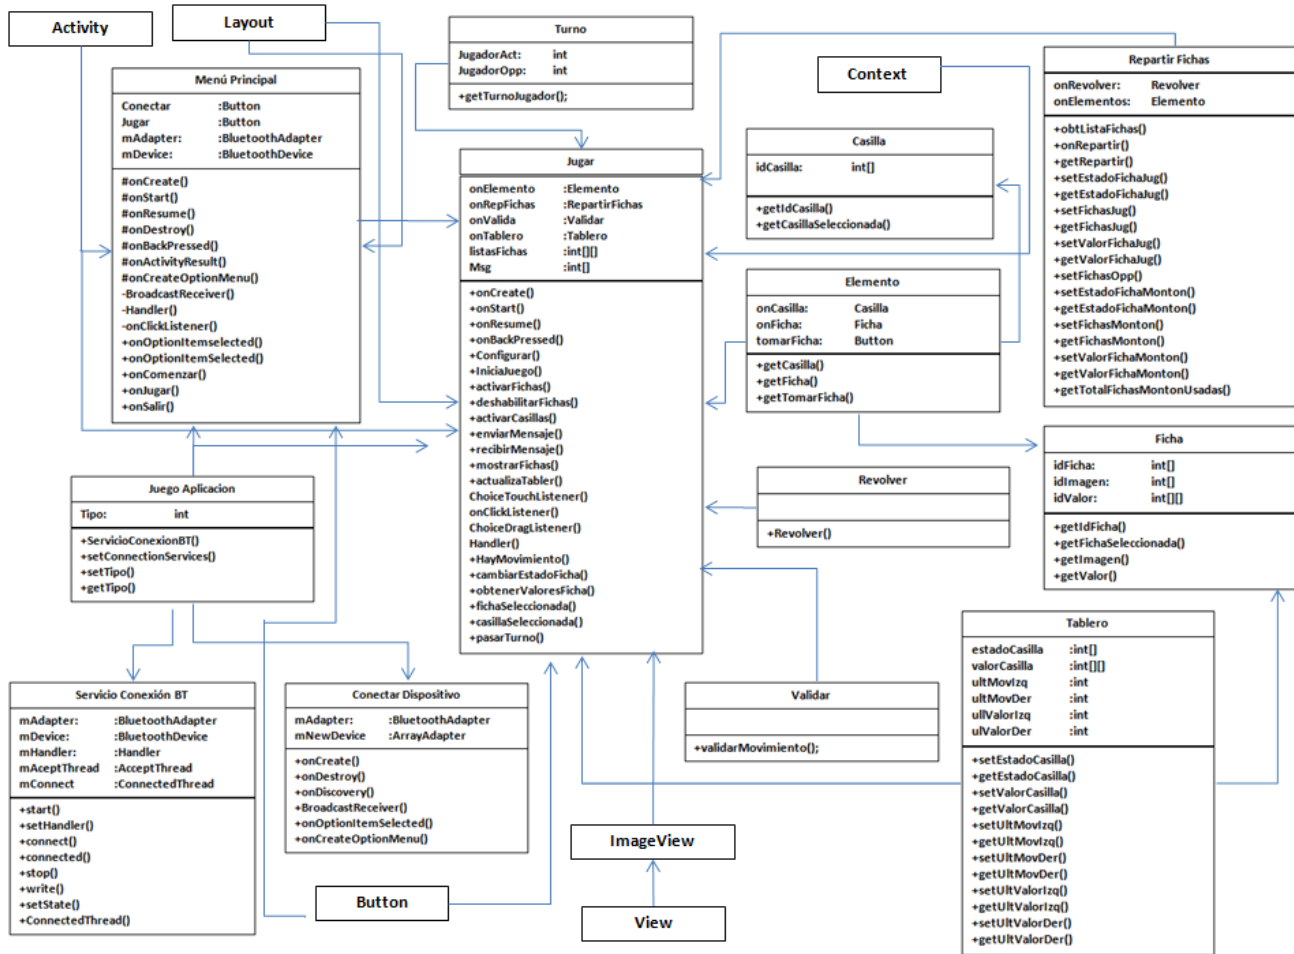 Activity
Layout
Turno
JugadorAct: int
JugadorOpp: int
+getTurnoJugador();
Context
Repartir Fichas
onRevolver: Revolver
onElementos: Elemento
+obtListaFichas()
+onRepartir()
+getRepartir()
+setEstadoFichaJug()
+getEstadoFichaJug()
+setFichasJug()
+getFichasJug()
+setValorFichaJug()
+getValorFichaJug()
+setFichasOpp()
+setEstadoFichaMonton()
+getEstadoFichaMonton()
+setFichasMonton()
+getFichasMonton()
+setValorFichaMonton()
+getValorFichaMonton()
+getTotalFichasMontonUsadas()
Menú Principal
Conectar :Button
Jugar :Button
mAdapter: :BluetoothAdapter
mDevice: :BluetoothDevice
#onCreate()
#onStart()
#onResume()
#onDestroy()
#onBackPressed()
#onActivityResult()
#onCreateOptionMenu()
-BroadcastReceiver()
-Handler()
-onClickListener()
+onOptionItemselected()
+onOptionItemSelected()
+onComenzar()
+onJugar()
+onSalir()
Jugar
onElemento :Elemento
onRepFichas :RepartirFichas
onValida :Validar
onTablero :Tablero
listasFichas :int[][]
Msg :int[]
+onCreate()
+onStart()
+onResume()
+onBackPressed()
+Configurar()
+IniciaJuego()
+activarFichas()
+deshabilitarFichas()
+activarCasillas()
+enviarMensaje()
+recibirMensaje()
+mostrarFichas()
+actualizaTabler()
ChoiceTouchListener()
onClickListener()
ChoiceDragListener()
Handler()
+HayMovimiento()
+cambiarEstadoFicha()
+obtenerValoresFicha()
+fichaSeleccionada()
+casillaSeleccionada()
+pasarTurno()
Casilla
idCasilla: int[]
+getIdCasilla()
+getCasillaSeleccionada()
Elemento
onCasilla: Casilla
onFicha: Ficha
tomarFicha: Button
+getCasilla()
+getFicha()
+getTomarFicha()
Ficha
idFicha: int[]
idImagen: int[]
idValor: int[][]
+getIdFicha()
+getFichaSeleccionada()
+getImagen()
+getValor()
Juego Aplicacion
Tipo: int
+ServicioConexionBT()
+setConnectionServices()
+setTipo()
+getTipo()
Revolver
+Revolver()
Tablero
estadoCasilla :int[]
valorCasilla :int[][]
ultMovIzq :int
ultMovDer :int
ullValorIzq :int
ulValorDer :int
+setEstadoCasilla()
+getEstadoCasilla()
+setValorCasilla()
+getValorCasilla()
+setUltMovIzq()
+getUltMovIzq()
+setUltMovDer()
+getUltMovDer()
+setUltValorIzq()
+getUltValorIzq()
+setUltValorDer()
+getUltValorDer()
Servicio Conexión BT
mAdapter: :BluetoothAdapter
mDevice: :BluetoothDevice
mHandler: :Handler
mAceptThread :AcceptThread
mConnect :ConnectedThread
+start()
+setHandler()
+connect()
+connected()
+stop()
+write()
+setState()
+ConnectedThread()
Conectar Dispositivo
mAdapter: :BluetoothAdapter
mNewDevice :ArrayAdapter
+onCreate()
+onDestroy()
+onDiscovery()
+BroadcastReceiver()
+onOptionItemSelected()
+onCreateOptionMenu()
Validar
+validarMovimiento();
ImageView
Button
View